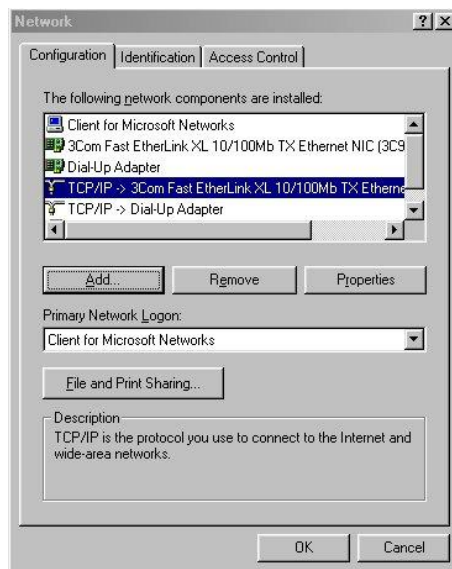 Network
Configuration Identification Access Control
The following network components are installed:
Client for Microsoft Networks
3Com Fast EtherLink XL 10/100Mb TX Ethernet NIC (3C9
Dial-Up Adapter
TCP/IP -> 3Com Fast EtherLink XL 10/100Mb TX Etherne
TCP/IP -> Dial-Up Adapter
Add... Remove Properties
Primary Network Logon:
Client for Microsoft Networks
File and Print Sharing...
Description
TCP/IP is the protocol you use to connect to the Internet and
wide-area networks.
OK Cancel